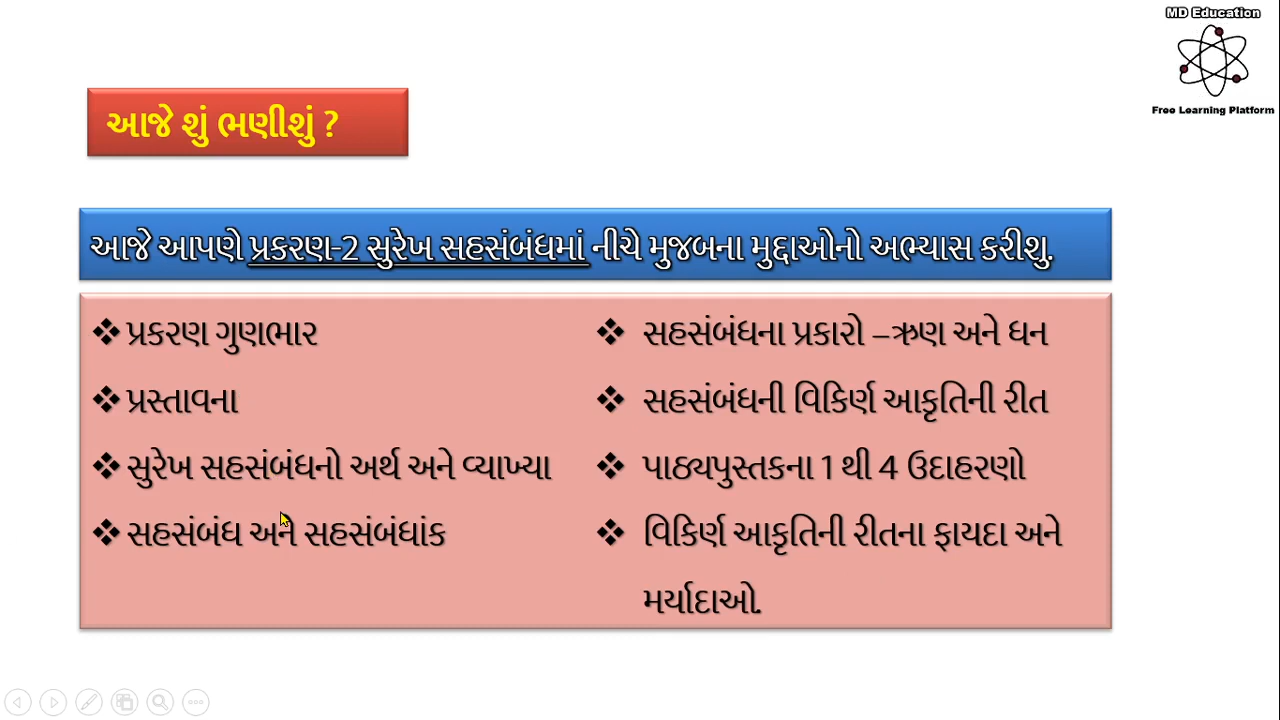 MD Education
Free Learning Platform
આજે શું ભણીશું ?
આજે આપણે પ્રકરણ-2 સુરેખ સહસંબંધમાં નીચે મુજબના મુદ્દાઓનો અભ્યાસ કરીશુ.
❖ પ્રકરણ ગુણભાર
❖ પ્રસ્તાવના
❖ સુરેખ સહસંબંધનો અર્થ અને વ્યાખ્યા
❖ સહસંબંધ અને સહસંબંધાંક
❖ સહસંબંધના પ્રકારો –ઋણ અને ધન
❖ સહસંબંધની વિકિર્ણ આકૃતિની રીત
❖ પાઠ્યપુસ્તકના 1 થી 4 ઉદાહરણો
❖ વિકિર્ણ આકૃતિની રીતના ફાયદા અને
મર્યાદાઓ.